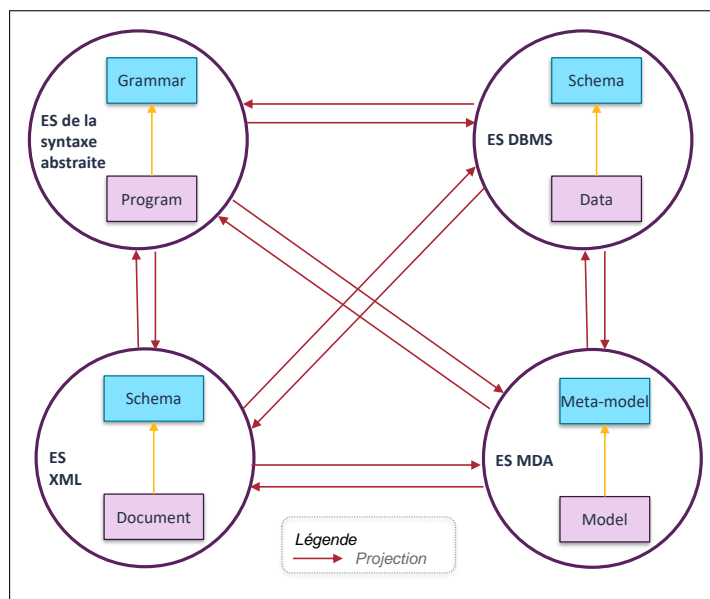 Grammar
ES de la
syntaxe
abstraite
Program
Schema
ES DBMS
Data
Schema
ES
XML
Document
Meta-model
ES MDA
Model
Légende
Projection